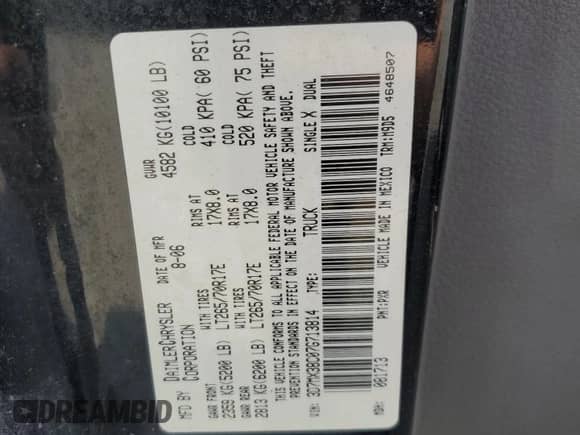 DAIMLERCHRYSLER CORPORATION
DATE OF MFR 8-06
GVWR 4582 KG(10100 LB)
GAWR FRONT WITH TIRES RIMS AT COLD
2359 KG(5200 LB) LT265/70R17E 17X8.0 410 KPA( 60 PSI)
GAWR REAR WITH TIRES RIMS AT COLD
2813 KG(6200 LB) LT265/70R17E 17X8.0 520 KPA( 75 PSI)
THIS VEHICLE CONFORMS TO ALL APPLICABLE FEDERAL MOTOR VEHICLE SAFETY AND THEFT
PREVENTION STANDARDS IN EFFECT ON THE DATE OF MANUFACTURE SHOWN ABOVE.
VIN: 3D7MX38C07G713814 TYPE: TRUCK SINGLE X DUAL
MDH: 081713 PNT:PXR VEHICLE MADE IN MEXICO TRM:M9D5 4648507
DREAMBID